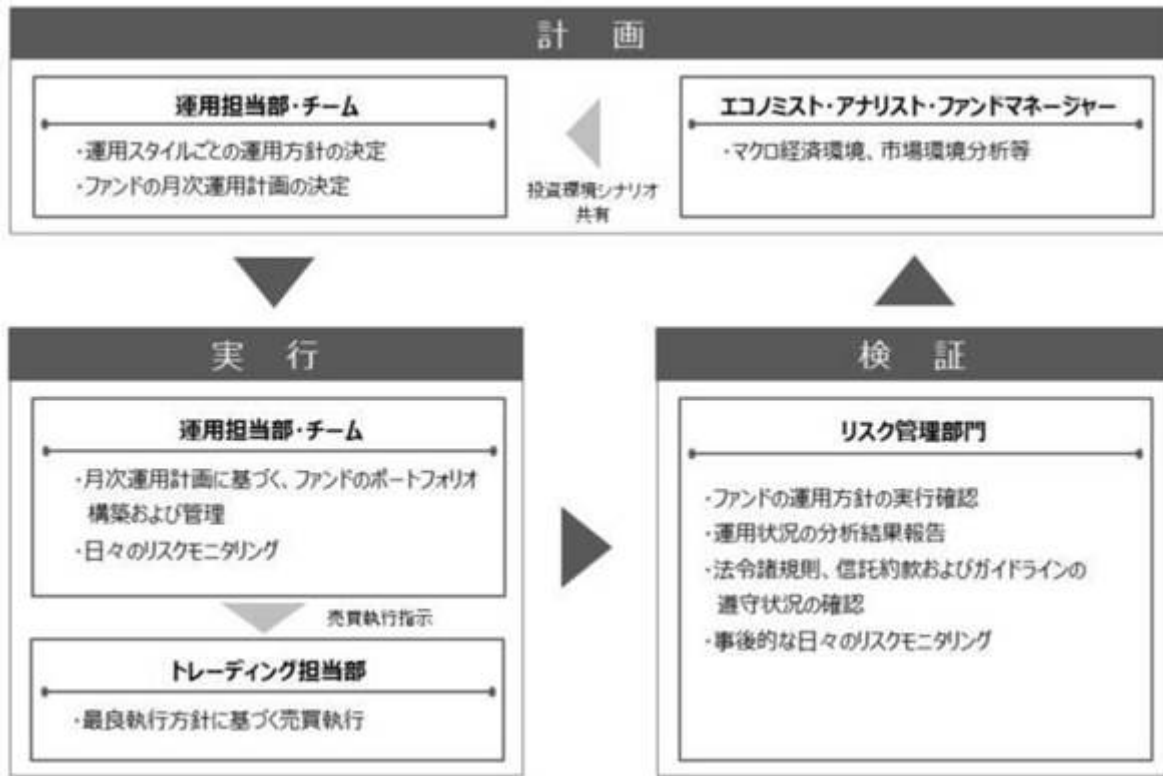 計 画
運用担当部・チーム
・運用スタイルごとの運用方針の決定
・ファンドの月次運用計画の決定
投資環境シナリオ
共有
エコノミスト・アナリスト・ファンドマネージャー
・マクロ経済環境、市場環境分析等
実 行
運用担当部・チーム
・月次運用計画に基づく、ファンドのポートフォリオ
構築および管理
・日々のリスクモニタリング
売買執行指示
トレーディング担当部
・最良執行方針に基づく売買執行
検 証
リスク管理部門
・ファンドの運用方針の実行確認
・運用状況の分析結果報告
・法令諸規則、信託約款およびガイドラインの
遵守状況の確認
・事後的な日々のリスクモニタリング